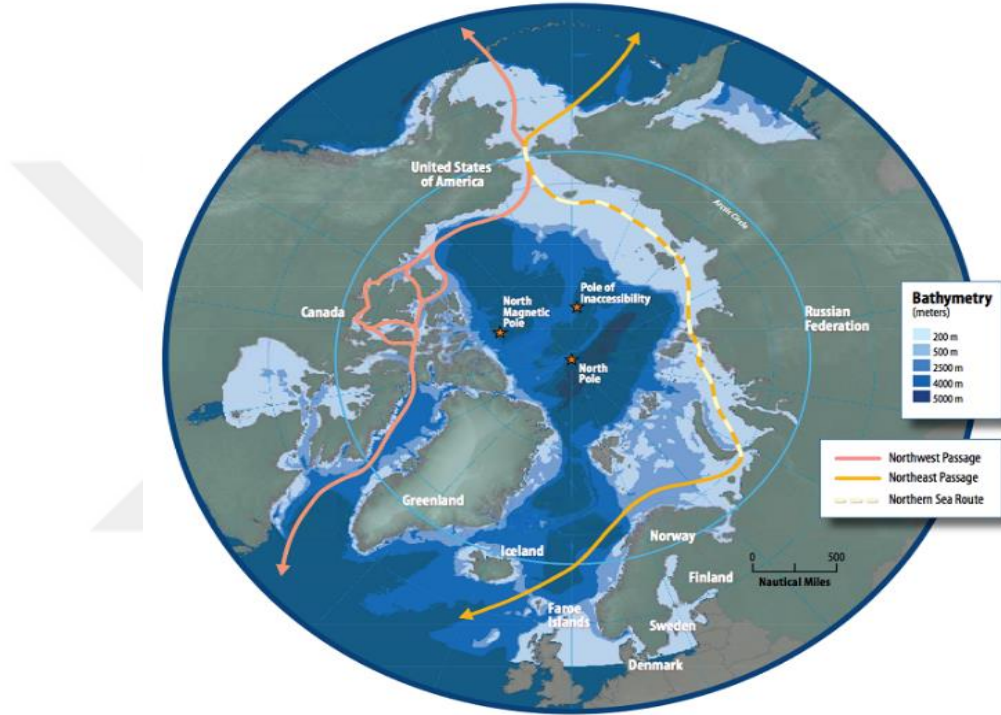 United States
of America
Arctic Circle
Pole of
Inaccessibility
North
Magnetic
Pole
Canada
Russian
Federation
North
Pole
Bathymetry
(meters)
200 m
500 m
2500 m
4000 m
5000 m
Northwest Passage
Northeast Passage
Northern Sea Route
Greenland
Iceland
Norway
0
500
Nautical Miles
Finland
Faroe
Islands
Sweden
Denmark